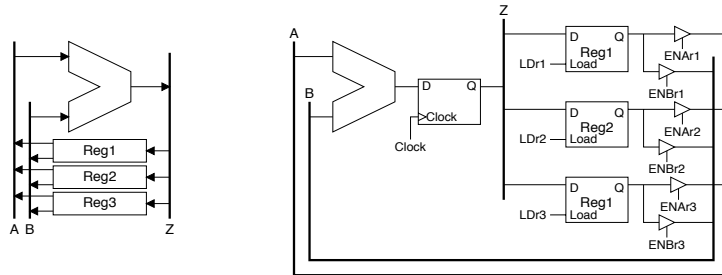 Reg1
Reg2
Reg3
A B
Z
A
B
D Q
Clock
Clock
Z
D Q
Reg1
LDr1 Load
ENAr1
ENBr1
D Q
Reg2
LDr2 Load
ENAr2
ENBr2
D Q
Reg1
LDr3 Load
ENAr3
ENBr3